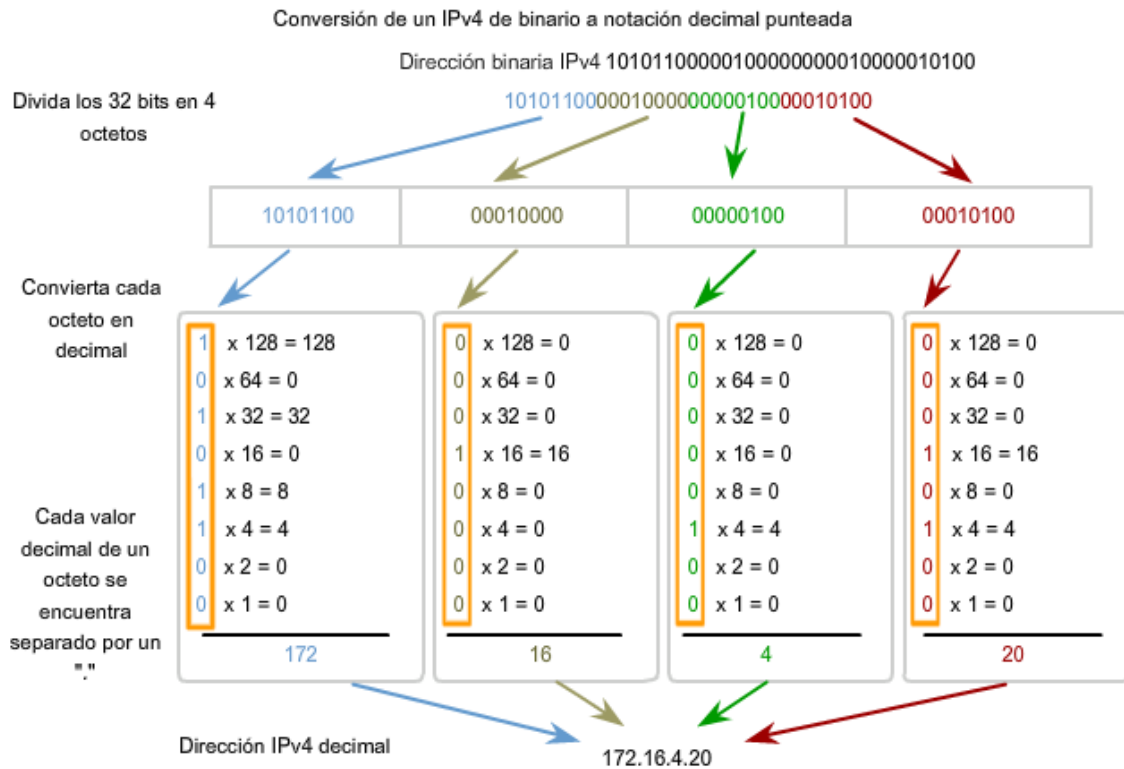 Conversión de un IPv4 de binario a notación decimal punteada
Dirección binaria IPv4 10101100000100000000010000010100
Divida los 32 bits en 4
octetos
10101100000100000000010000010100
10101100 00010000 00000100 00010100
Convierta cada
octeto en
decimal
1 x 128 = 128 0 x 128 = 0 0 x 128 = 0 0 x 128 = 0
0 x 64 = 0 0 x 64 = 0 0 x 64 = 0 0 x 64 = 0
1 x 32 = 32 0 x 32 = 0 0 x 32 = 0 0 x 32 = 0
0 x 16 = 0 1 x 16 = 16 0 x 16 = 0 1 x 16 = 16
1 x 8 = 8 0 x 8 = 0 0 x 8 = 0 0 x 8 = 0
1 x 4 = 4 0 x 4 = 0 1 x 4 = 4 1 x 4 = 4
0 x 2 = 0 0 x 2 = 0 0 x 2 = 0 0 x 2 = 0
0 x 1 = 0 0 x 1 = 0 0 x 1 = 0 0 x 1 = 0
172 16 4 20
Cada valor
decimal de un
octeto se
encuentra
separado por un
"."
Dirección IPv4 decimal
172.16.4.20